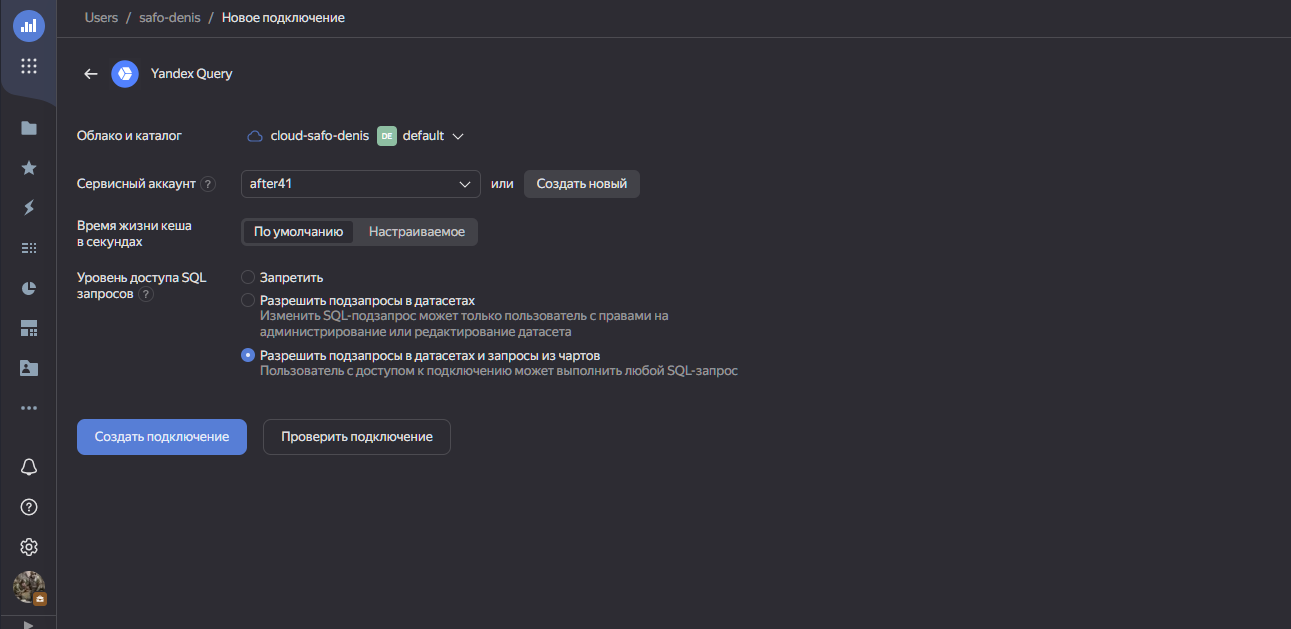 Users / safo-denis / Новое подключение
Yandex Query
Облако и каталог
cloud-safo-denis DE default
Сервисный аккаунт ?
after41
или
Создать новый
Время жизни кеша
в секундах
По умолчанию
Настраиваемое
Уровень доступа SQL
запросов ?
Запретить
Разрешить подзапросы в датасетах
Изменить SQL-подзапрос может только пользователь с правами на
администрирование или редактирование датасета
Разрешить подзапросы в датасетах и запросы из чартов
Пользователь с доступом к подключению может выполнить любой SQL-запрос
Создать подключение
Проверить подключение